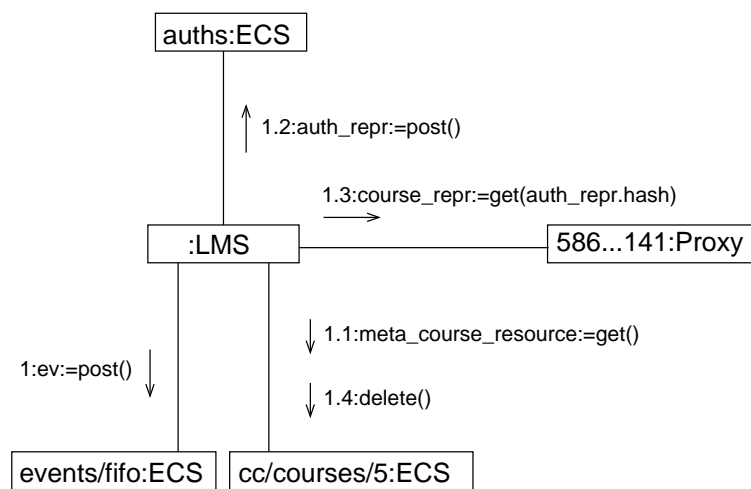 auths:ECS
1.2:auth_repr:=post()
1.3:course_repr:=get(auth_repr.hash)
:LMS
586...141:Proxy
1.1:meta_course_resource:=get()
1:ev:=post()
1.4:delete()
events/fifo:ECS
cc/courses/5:ECS